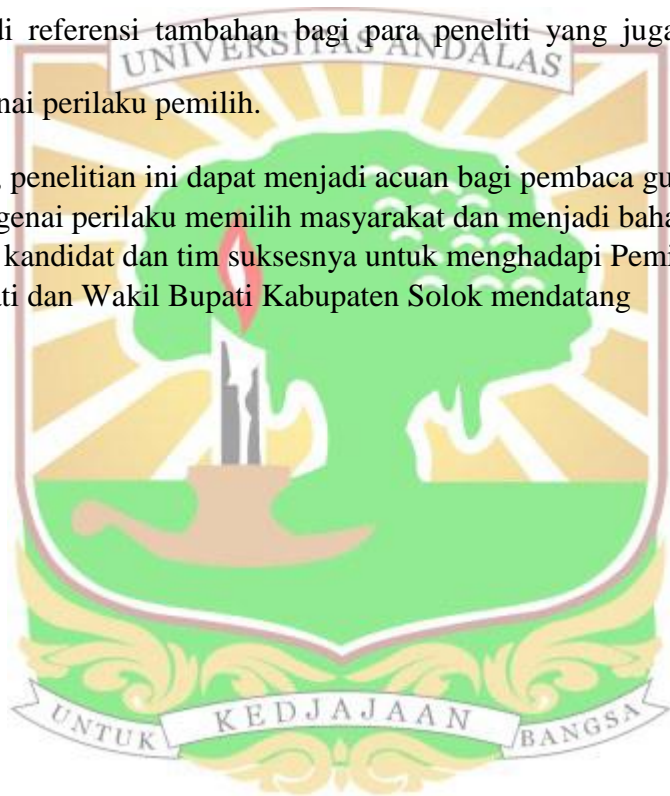 di referensi tambahan bagi para peneliti yang juga
UNIVERSITAS ANDALAS
nai perilaku pemilih.
penelitian ini dapat menjadi acuan bagi pembaca gu
genai perilaku memilih masyarakat dan menjadi baha
kandidat dan tim suksesnya untuk menghadapi Pemi
ati dan Wakil Bupati Kabupaten Solok mendatang
UNTUK KEDJAJAAN BANGSA